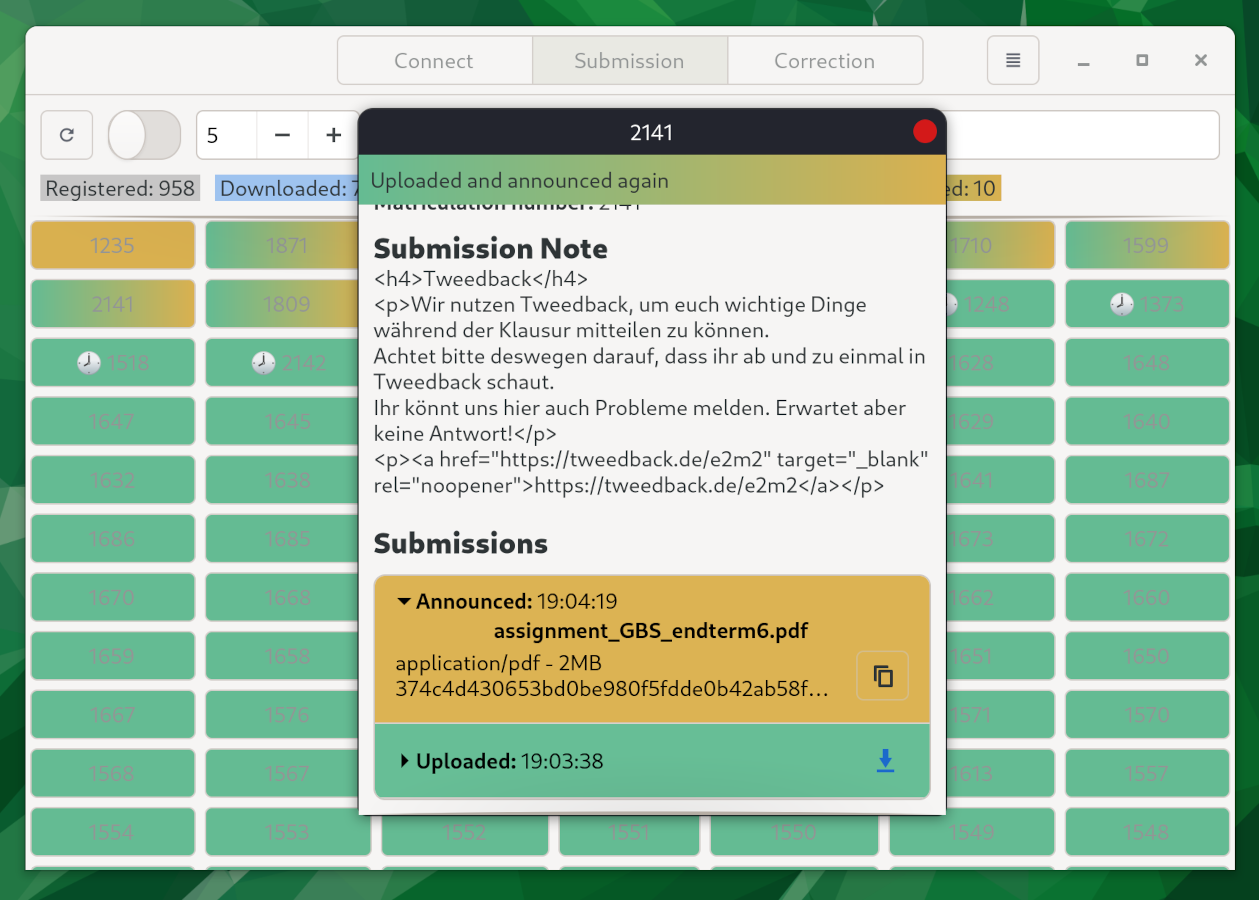 Connect
Submission
Correction
5
2141
Registered: 958
Downloaded: 7
Uploaded and announced again
ed: 10
Matriculation number: 2141
1235
1871
1710
1599
Submission Note
<h4>Tweedback</h4>
<p>Wir nutzen Tweedback, um euch wichtige Dinge
während der Klausur mitteilen zu können.
Achtet bitte deswegen darauf, dass ihr ab und zu einmal in
Tweedback schaut.
Ihr könnt uns hier auch Probleme melden. Erwartet aber
keine Antwort!</p>
<p><a href="https://tweedback.de/e2m2" target="_blank"
rel="noopener">https://tweedback.de/e2m2</a></p>
2141
1809
1248
1373
1518
2142
1628
1648
1647
1645
1629
1640
1632
1638
1641
1687
Submissions
Announced: 19:04:19
assignment_GBS_endterm6.pdf
application/pdf - 2MB
374c4d430653bd0be980f5fdde0b42ab58f...
Uploaded: 19:03:38
1686
1685
1673
1672
1670
1668
1662
1660
1659
1658
1651
1650
1667
1576
1571
1570
1568
1567
1613
1557
1554
1553
1552
1551
1550
1549
1548